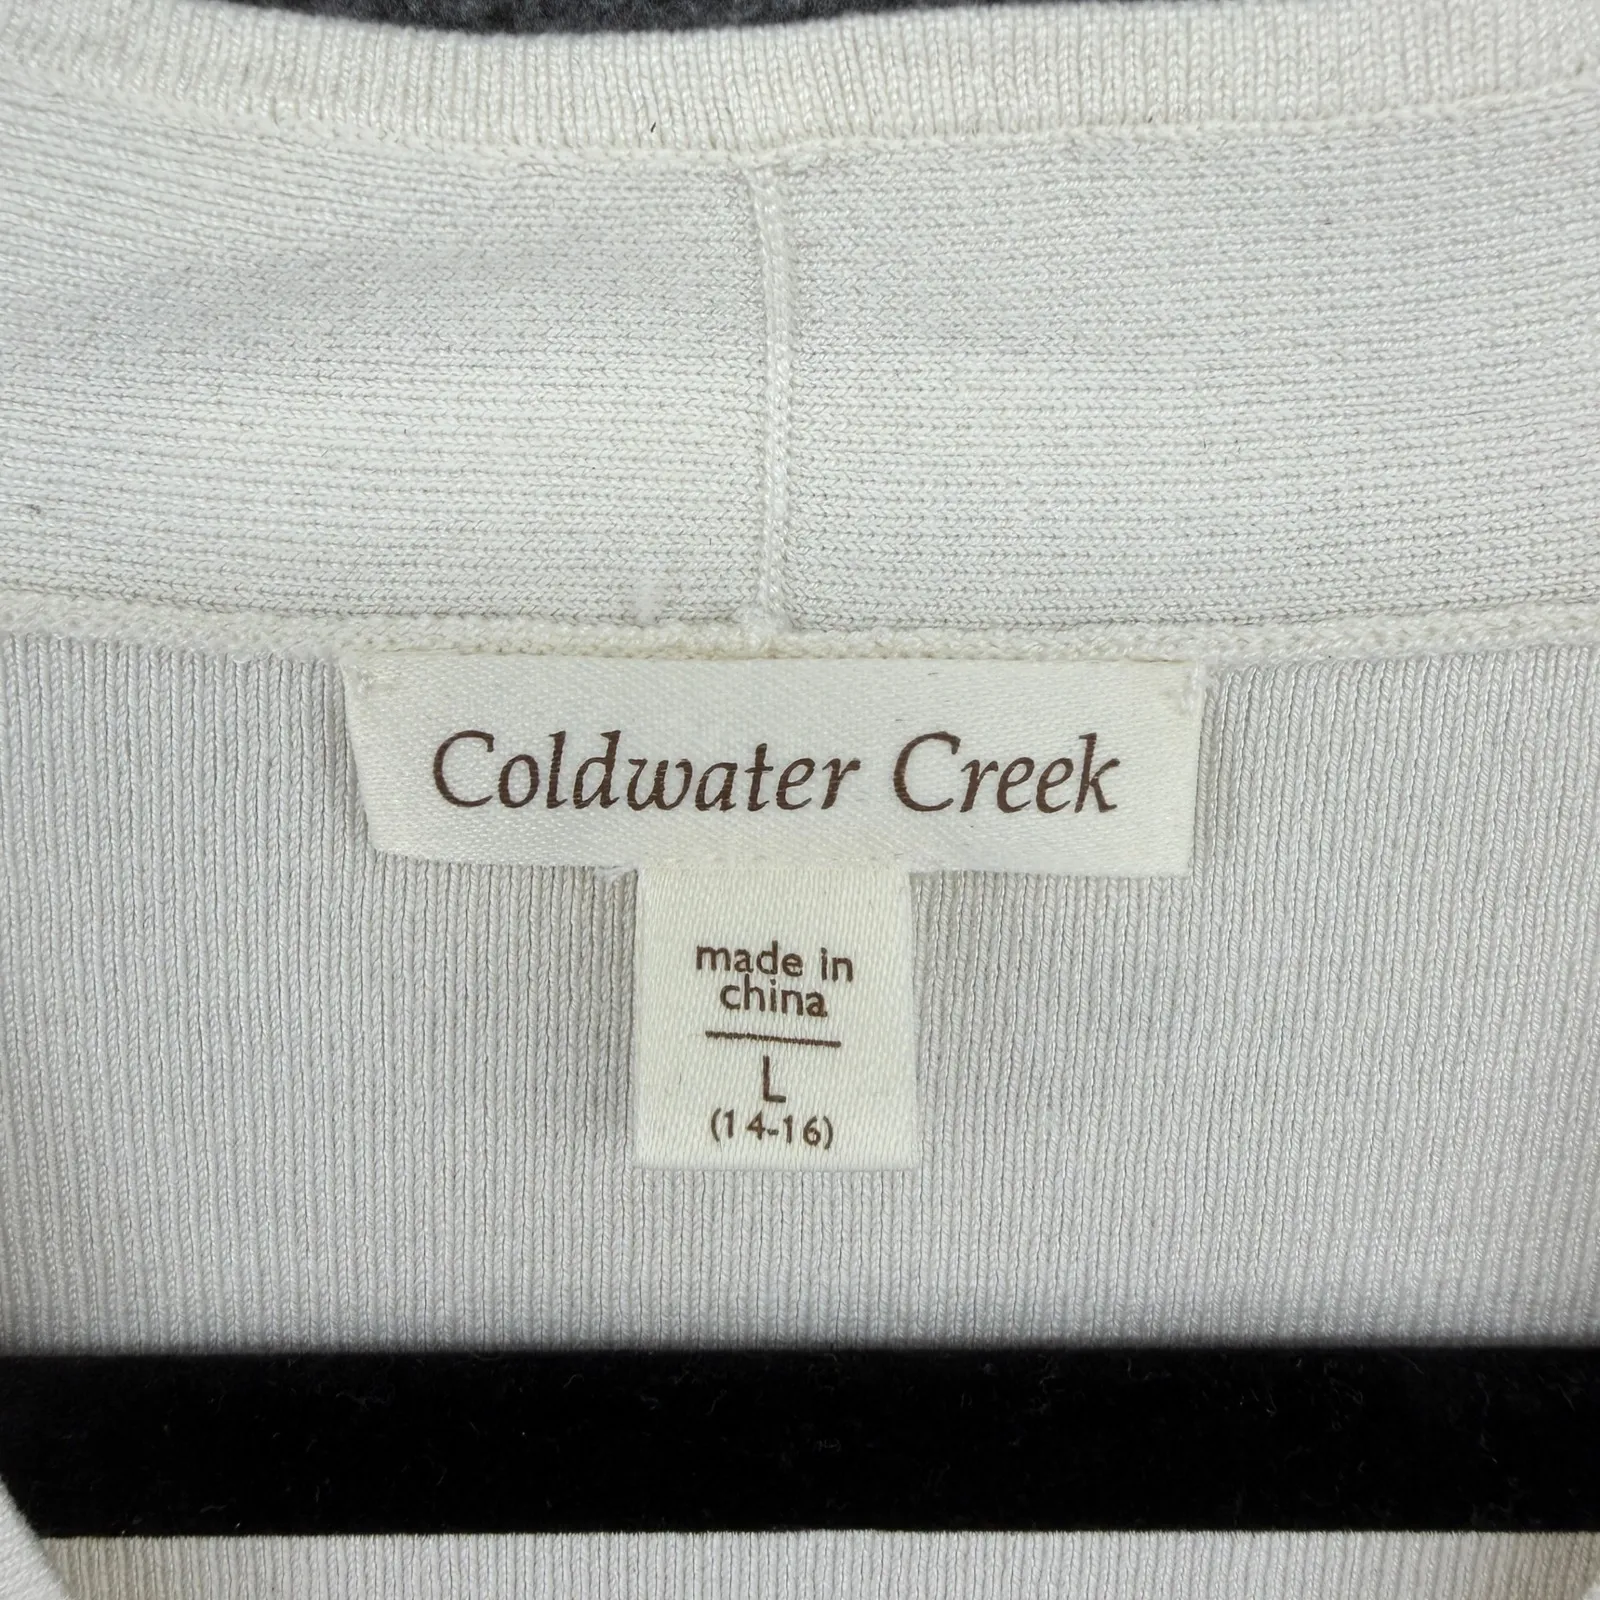 Coldwater Creek
made in
china
L
(14-16)